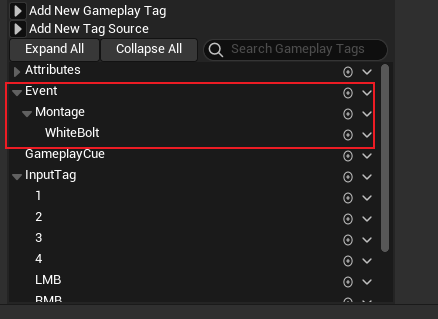 Add New Gameplay Tag
Add New Tag Source
Expand All Collapse All Search Gameplay Tags
Attributes
Event
Montage
WhiteBolt
GameplayCue
InputTag
1
2
3
4
LMB
RMB